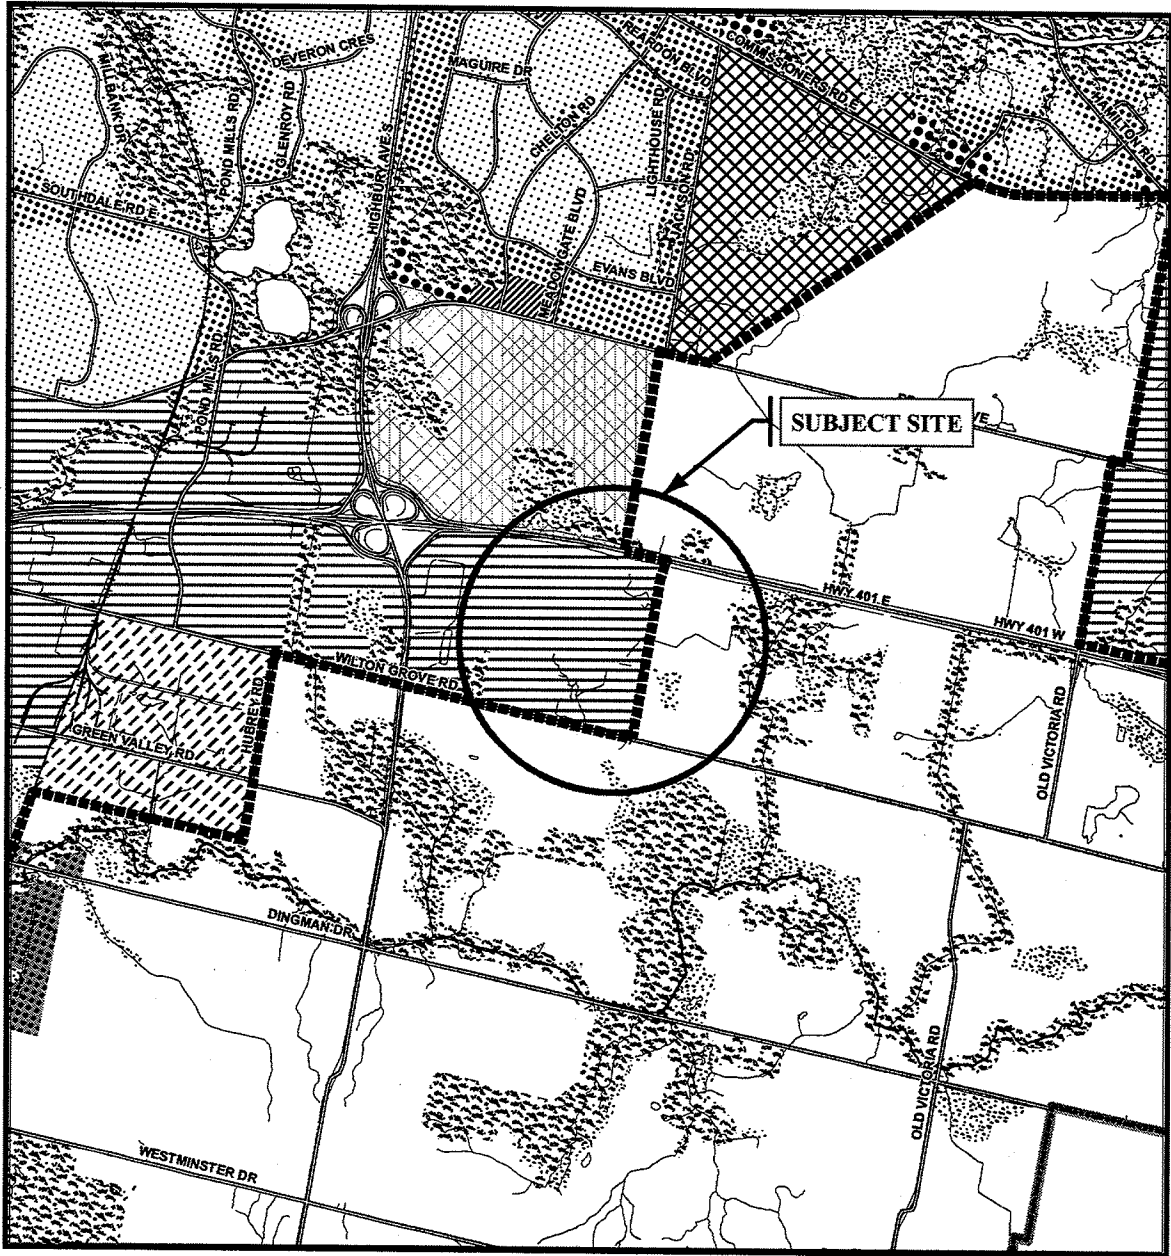 DEVERON CRES
MILLBANK DR
POND MILLS RD
GLENROY RD
HIGHBURY AVE S
MAGUIRE DR
CHELTON RD
REARDON BLVD
COMMISSIONERS RD E
LIGHTHOUSE RD
JACKSON RD
HAMILTON RD
SOUTHDALE RD E
MEADOWGATE BLVD
EVANS BLVD
POND MILLS RD
SUBJECT SITE
VE
HWY 401 E
HWY 401 W
WILTON GROVE RD
HUBREY RD
GREEN VALLEY RD
OLD VICTORIA RD
DINGMAN DR
OLD VICTORIA RD
WESTMINSTER DR